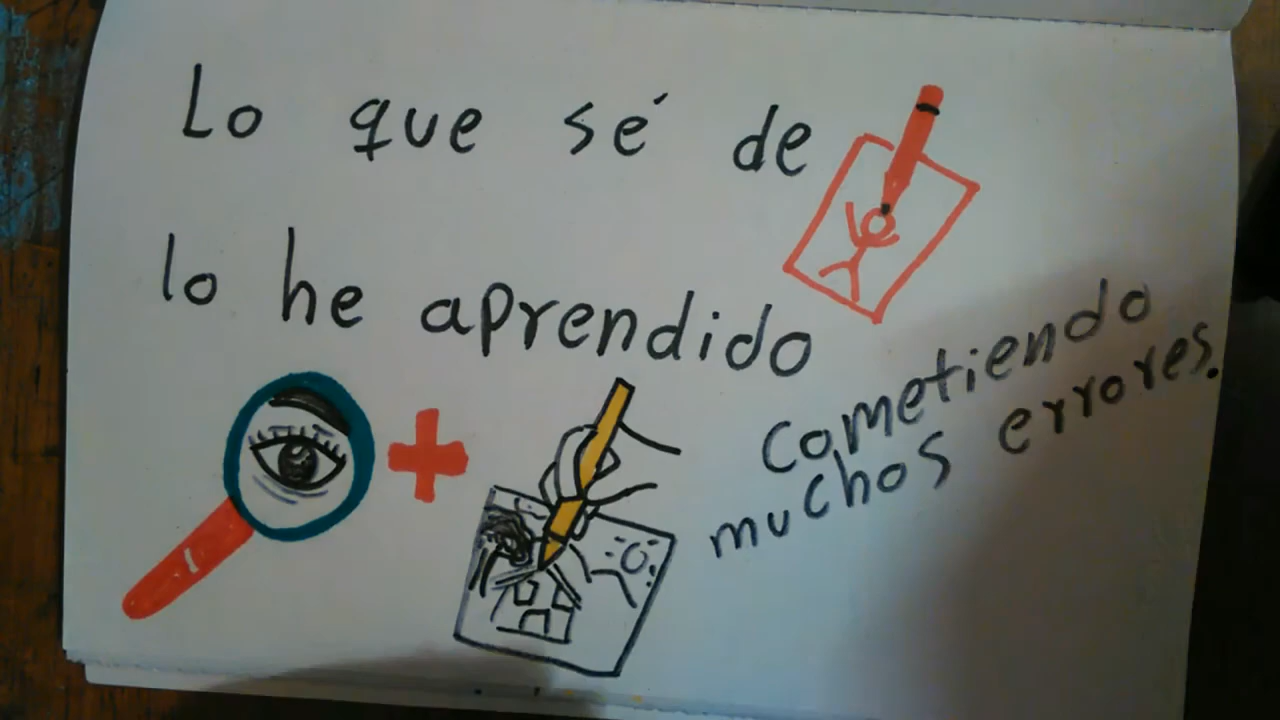 Lo que sé de
lo he aprendido
cometiendo
muchos errores.